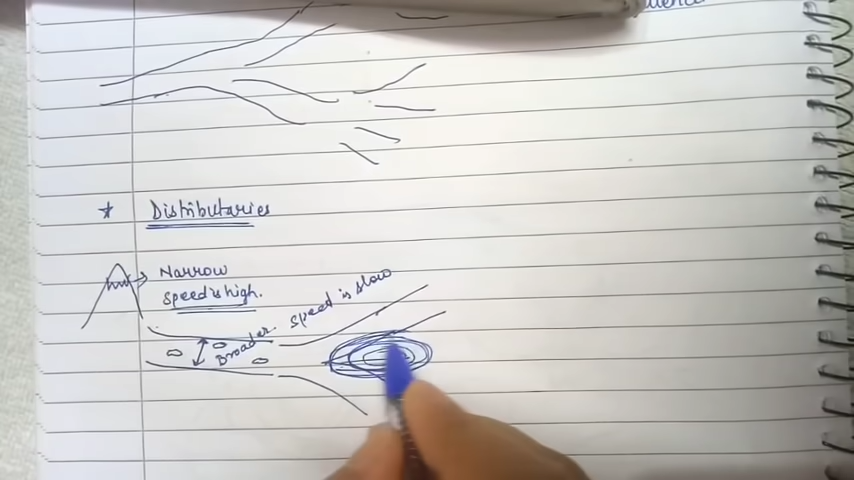 * Distributaries
Narrow
speed is high.
Broader. speed is slow